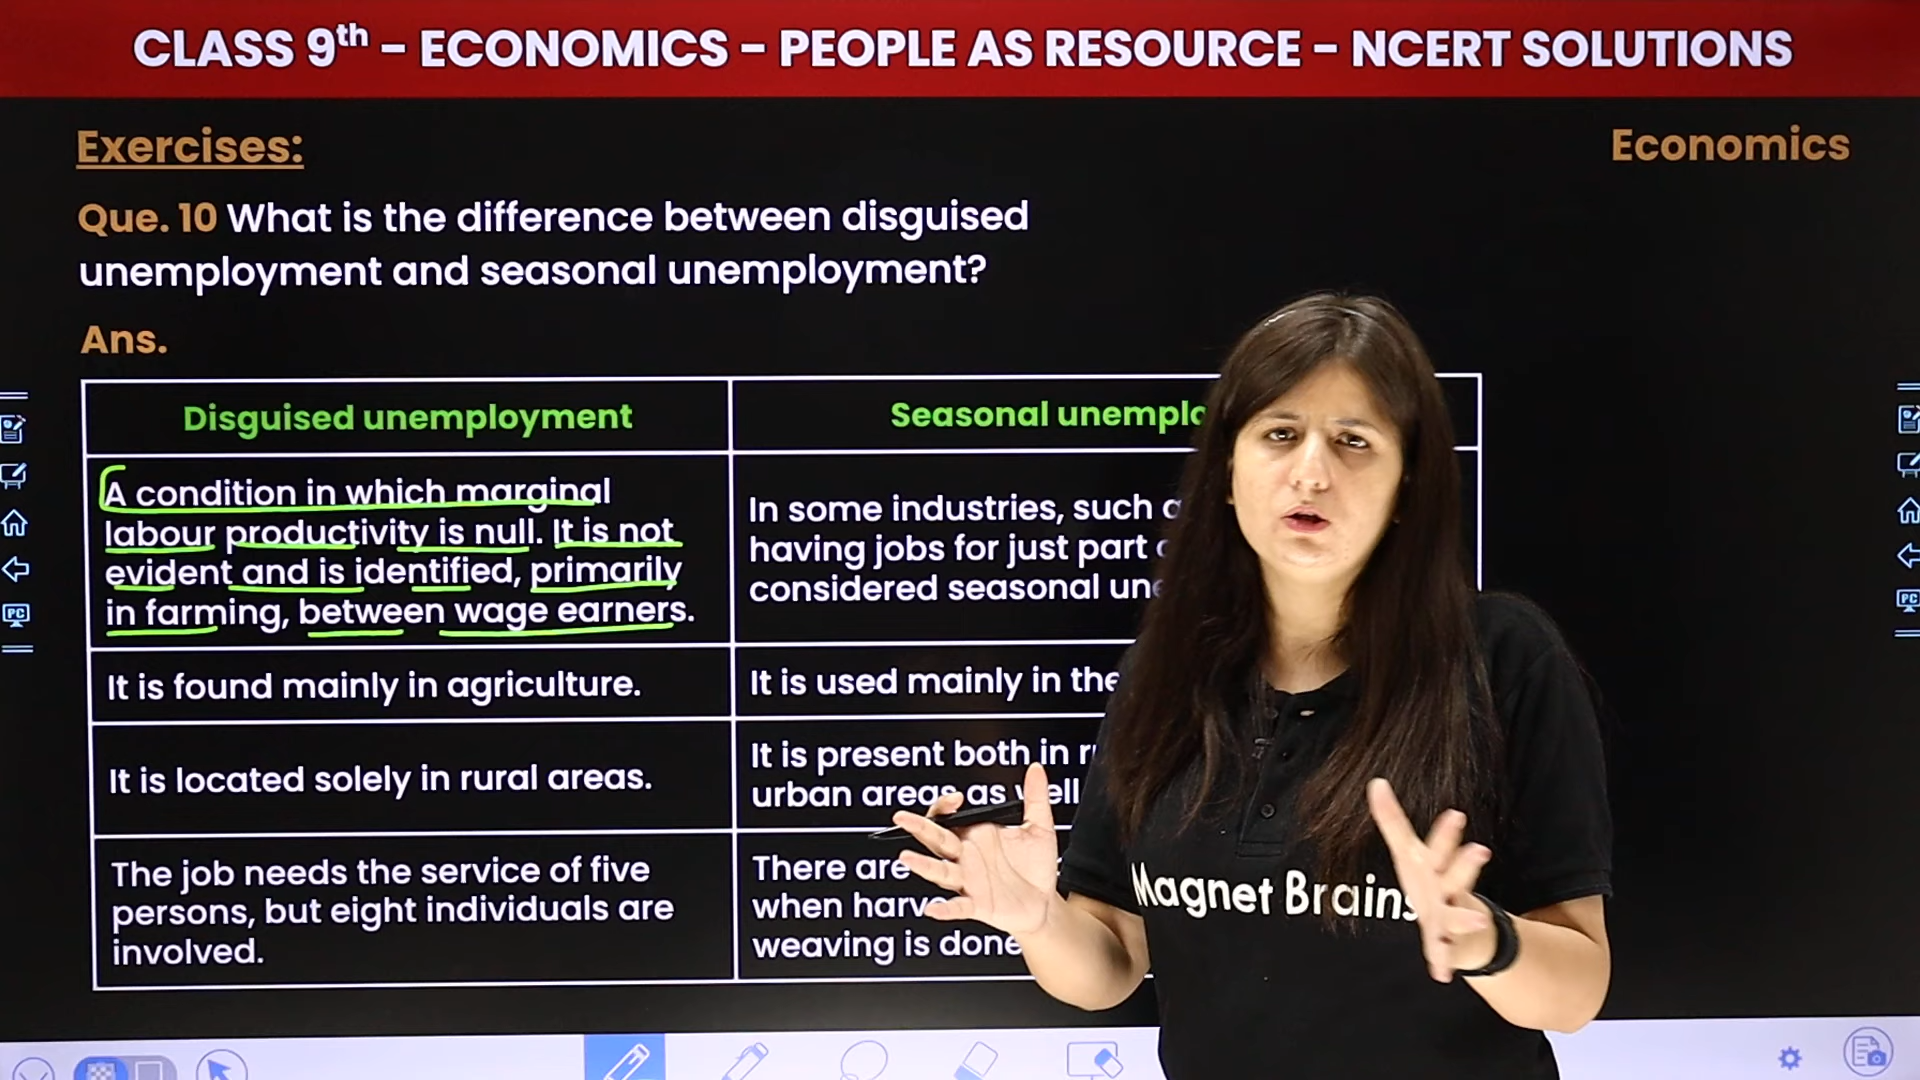 CLASS 9th – ECONOMICS – PEOPLE AS RESOURCE – NCERT SOLUTIONS
Exercises:
Economics
Que. 10 What is the difference between disguised
unemployment and seasonal unemployment?
Ans.
Disguised unemployment
Seasonal
A condition in which marginal
labour productivity is null. It is not
evident and is identified, primarily
in farming, between wage earners.
In some industries, such
having jobs for just part
considered seasonal
It is found mainly in agriculture.
It is used mainly in the
It is located solely in rural areas.
It is present both in
urban areas as well
The job needs the service of five
persons, but eight individuals are
involved.
There are
when
weaving is done
Magnet Brains
PC
PC